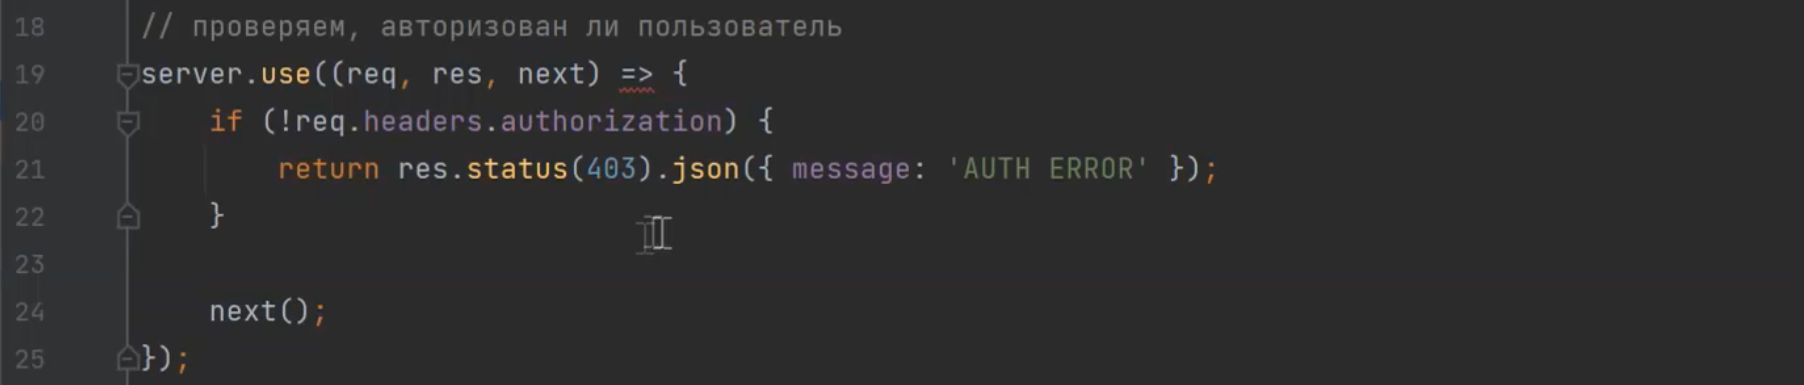 18 // проверяем, авторизован ли пользователь
19 server.use((req, res, next) => {
20     if (!req.headers.authorization) {
21         return res.status(403).json({ message: 'AUTH ERROR' });
22     }
23
24     next();
25 });